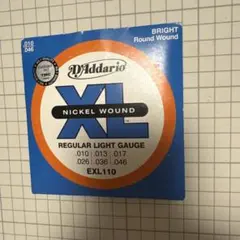 .010
.046
BRIGHT
Round Wound
D'Addario
XL
NICKEL WOUND
REGULAR LIGHT GAUGE
.010 .013 .017
.026 .036 .046
EXL110